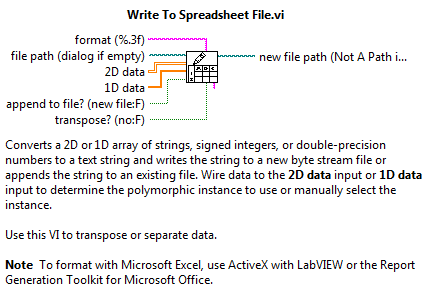 Write To Spreadsheet File.vi
format (%.3f)
file path (dialog if empty)
new file path (Not A Path i...
2D data
1D data
append to file? (new file:F)
transpose? (no:F)
Converts a 2D or 1D array of strings, signed integers, or double-precision
numbers to a text string and writes the string to a new byte stream file or
appends the string to an existing file. Wire data to the 2D data input or 1D data
input to determine the polymorphic instance to use or manually select the
instance.
Use this VI to transpose or separate data.
Note To format with Microsoft Excel, use ActiveX with LabVIEW or the Report
Generation Toolkit for Microsoft Office.